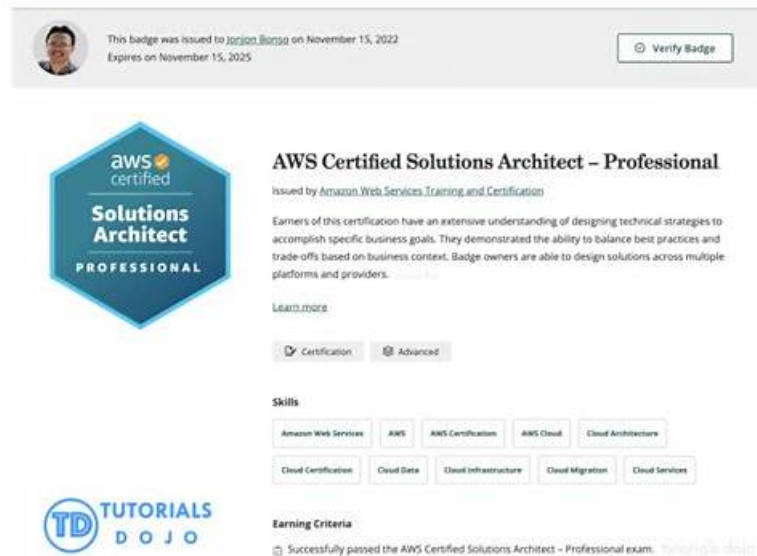 This badge was issued to Jonjon Bonso on November 15, 2022
Expires on November 15, 2025
Verify Badge
aws
certified
Solutions
Architect
PROFESSIONAL
AWS Certified Solutions Architect – Professional
Issued by Amazon Web Services Training and Certification
Earners of this certification have an extensive understanding of designing technical strategies to
accomplish specific business goals. They demonstrated the ability to balance best practices and
trade-offs based on business context. Badge owners are able to design solutions across multiple
platforms and providers.
Learn more
Certification
Advanced
Skills
Amazon Web Services
AWS
AWS Certification
AWS Cloud
Cloud Architecture
Cloud Certification
Cloud Data
Cloud Infrastructure
Cloud Migration
Cloud Services
TD
TUTORIALS
DOJO
Earning Criteria
Successfully passed the AWS Certified Solutions Architect – Professional exam.
tutorials dojo